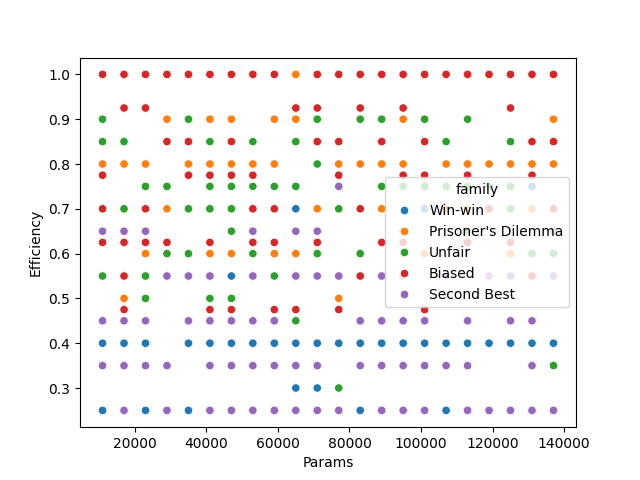 1.0
0.9
0.8
0.7
0.6
0.5
0.4
0.3
Efficiency
family
Win-win
Prisoner's Dilemma
Unfair
Biased
Second Best
20000 40000 60000 80000 100000 120000 140000
Params